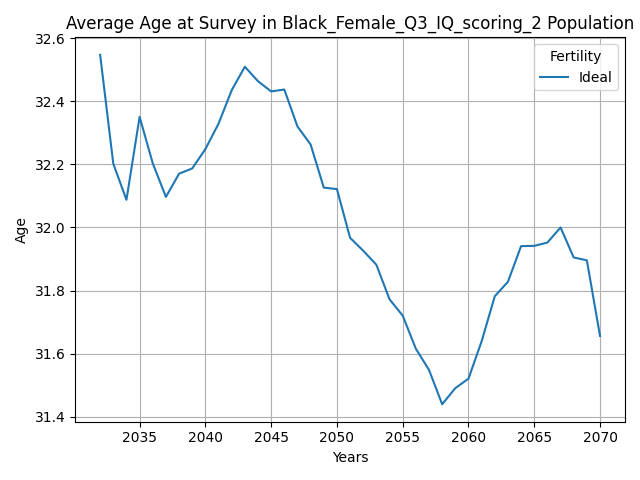 Average Age at Survey in Black_Female_Q3_IQ_scoring_2 Population
Fertility
Ideal
32.6
32.4
32.2
32.0
31.8
31.6
31.4
Age
2035 2040 2045 2050 2055 2060 2065 2070
Years